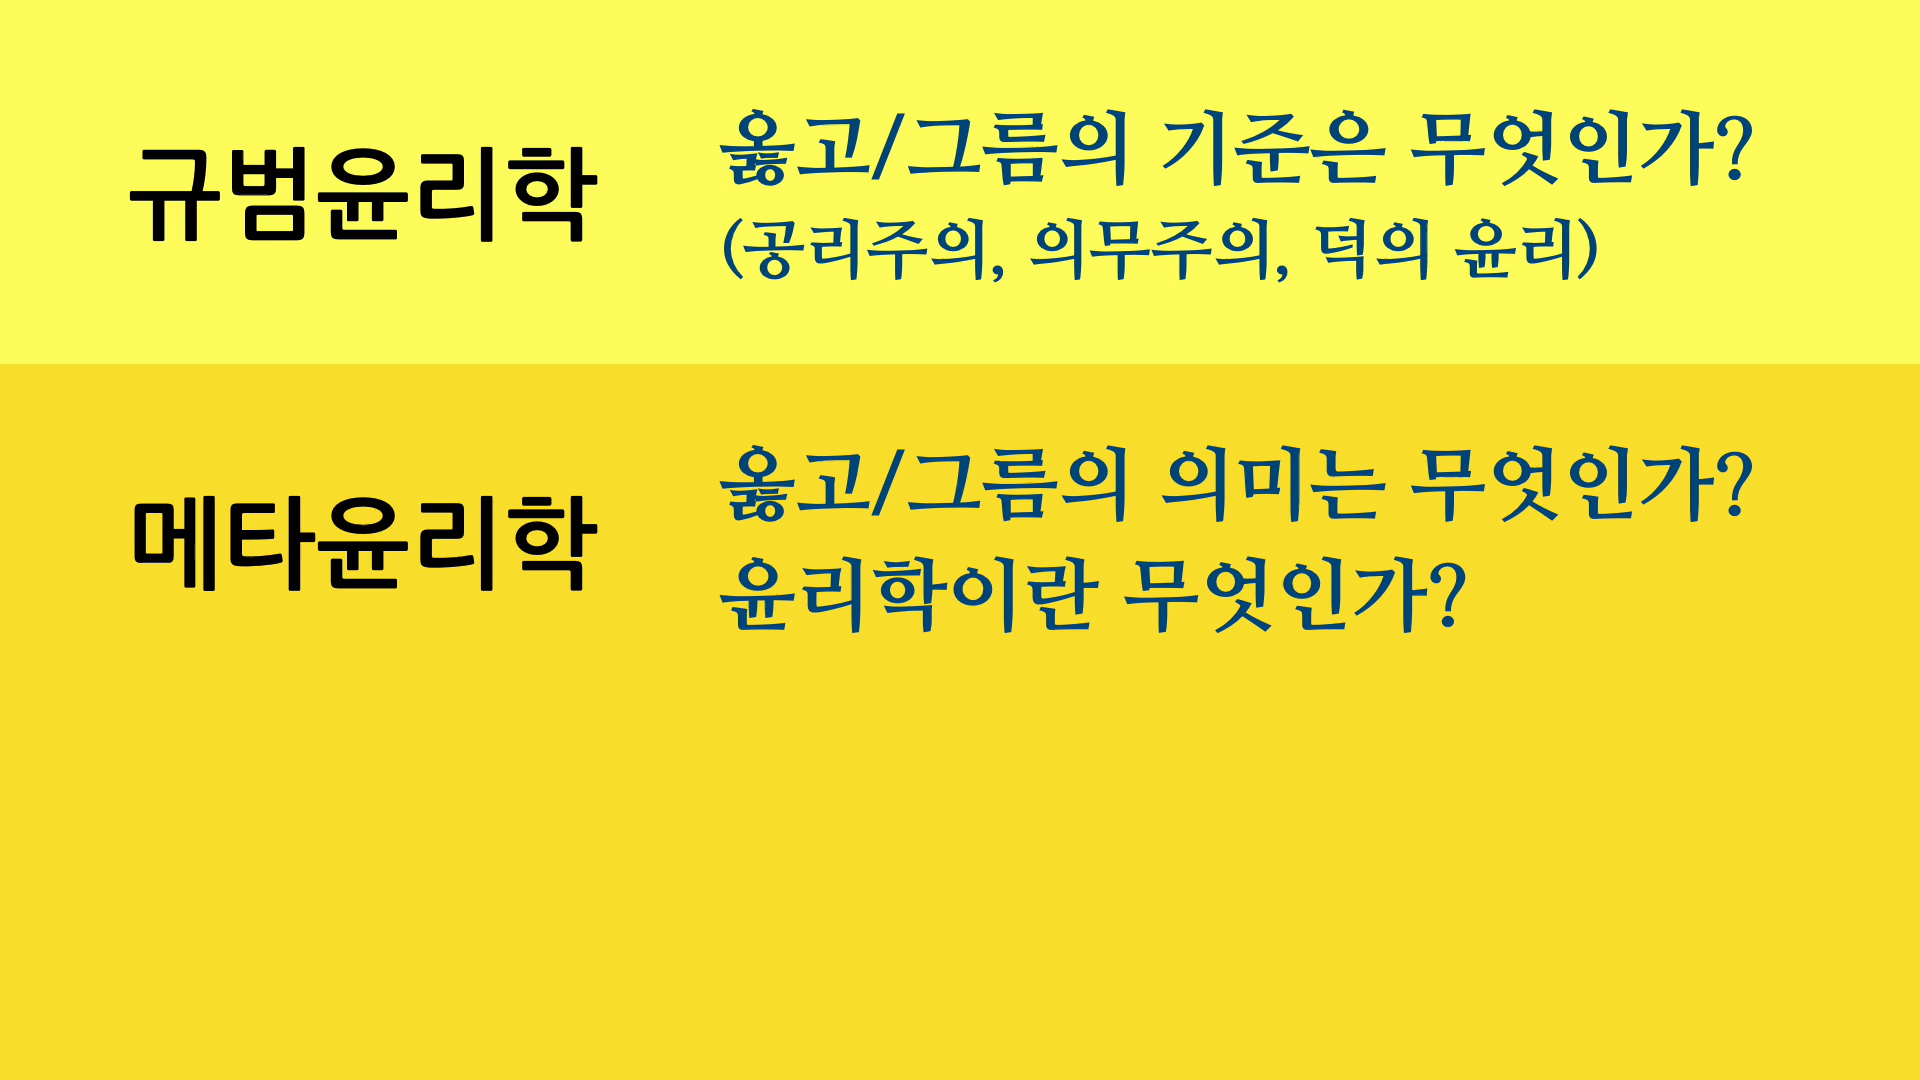 규범윤리학
옳고/그름의 기준은 무엇인가?
(공리주의, 의무주의, 덕의 윤리)
메타윤리학
옳고/그름의 의미는 무엇인가?
윤리학이란 무엇인가?